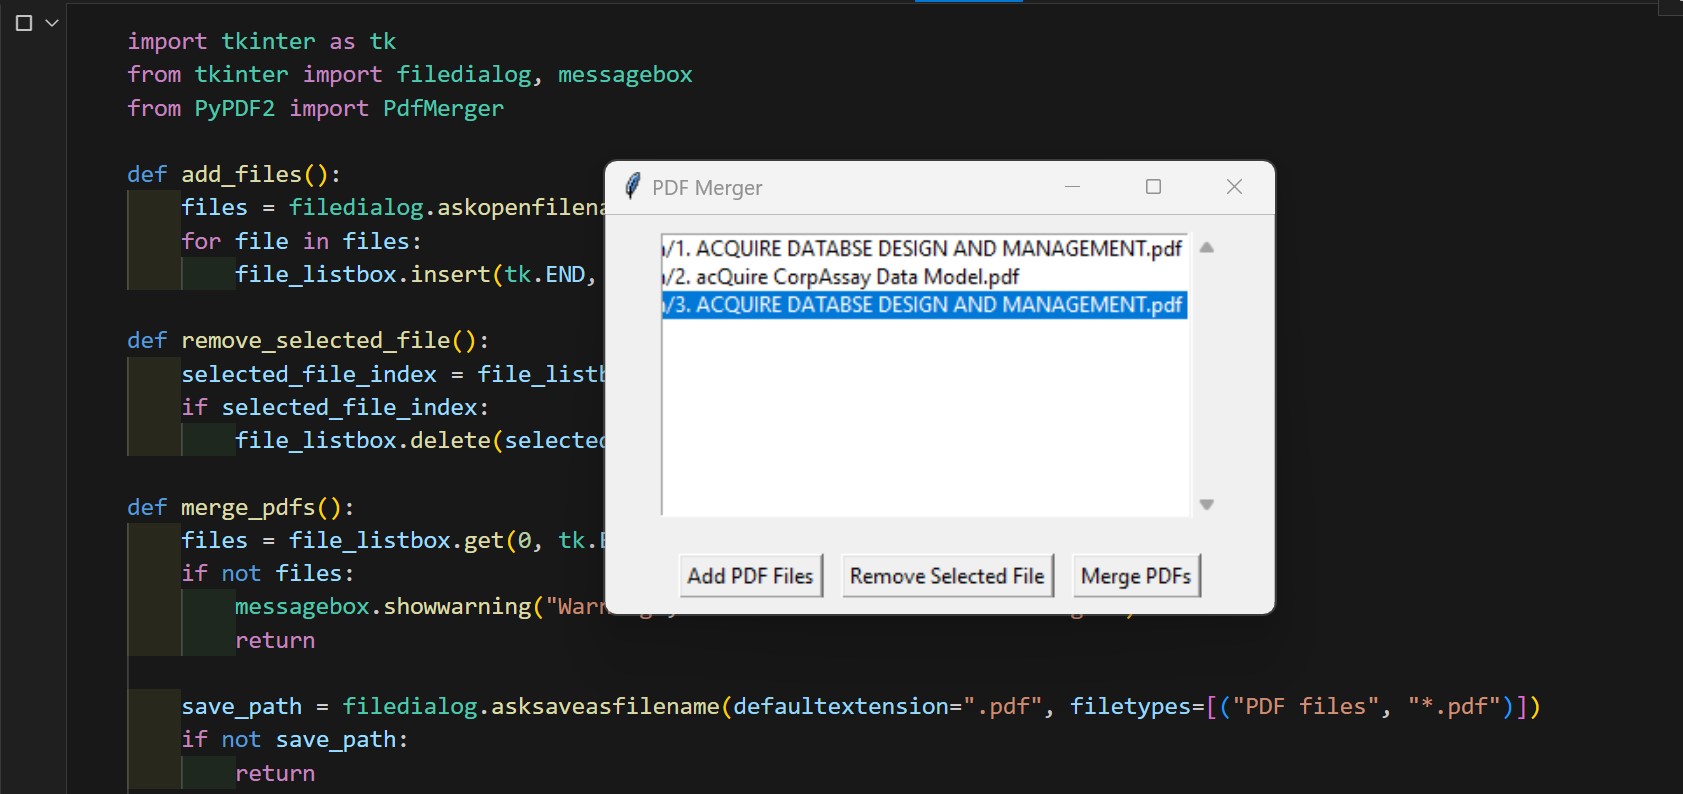 import tkinter as tk
from tkinter import filedialog, messagebox
from PyPDF2 import PdfMerger
def add_files():
files = filedialog.askopenfilena
for file in files:
file_listbox.insert(tk.END,
def remove_selected_file():
selected_file_index = file_listb
if selected_file_index:
file_listbox.delete(selected
def merge_pdfs():
files = file_listbox.get(0, tk.E
if not files:
messagebox.showwarning("Warn
return
save_path = filedialog.asksaveasfilename(defaultextension=".pdf", filetypes=[("PDF files", "*.pdf")])
if not save_path:
return
PDF Merger
/1. ACQUIRE DATABSE DESIGN AND MANAGEMENT.pdf
/2. acQuire CorpAssay Data Model.pdf
/3. ACQUIRE DATABSE DESIGN AND MANAGEMENT.pdf
Add PDF Files
Remove Selected File
Merge PDFs